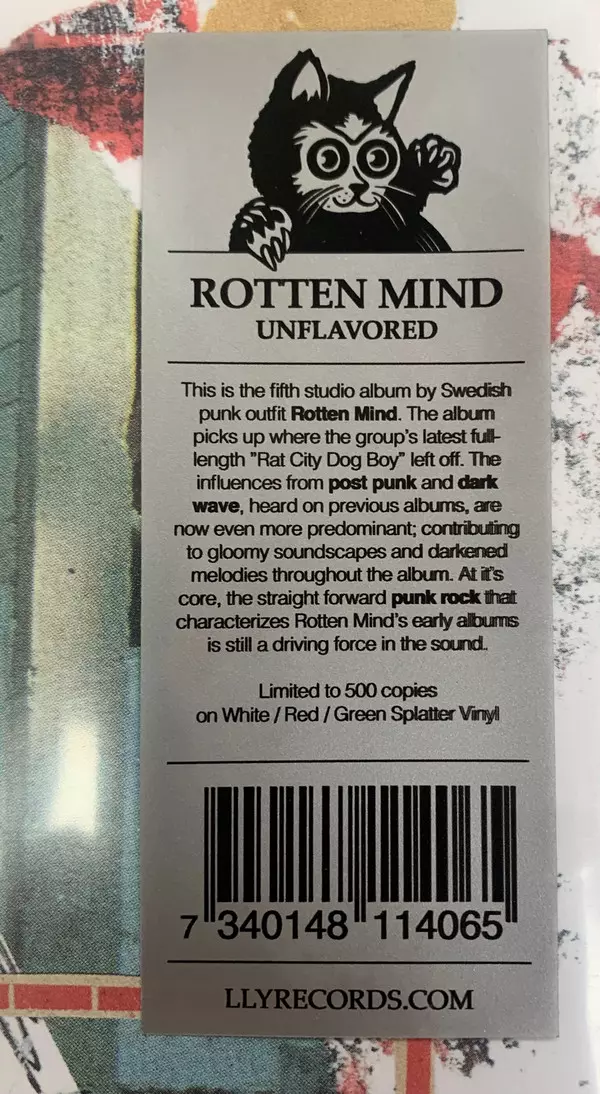 ROTTEN MIND
UNFLAVORED
This is the fifth studio album by Swedish
punk outfit Rotten Mind. The album
picks up where the group's latest full-
length "Rat City Dog Boy" left off. The
influences from post punk and dark
wave, heard on previous albums, are
now even more predominant; contributing
to gloomy soundscapes and darkened
melodies throughout the album. At it's
core, the straight forward punk rock that
characterizes Rotten Mind's early albums
is still a driving force in the sound.
Limited to 500 copies
on White / Red / Green Splatter Vinyl
7 340148 114065
LLYRECORDS.COM